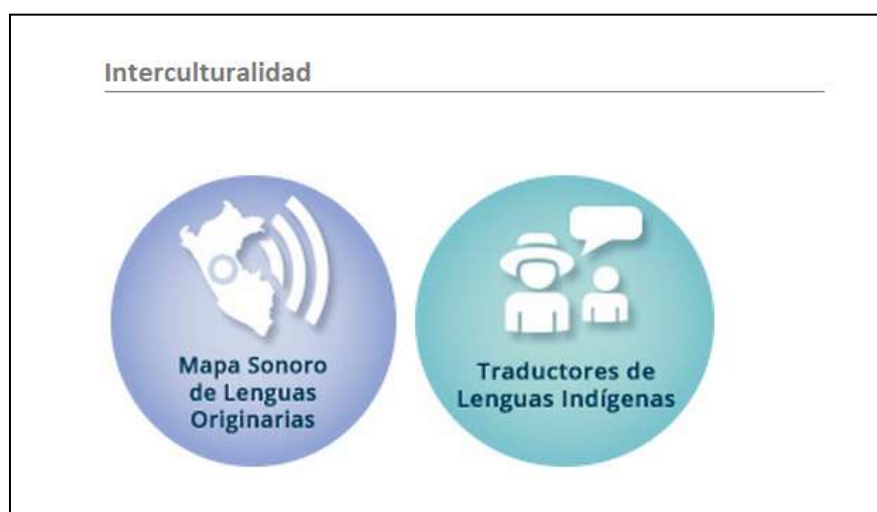 Interculturalidad
Mapa Sonoro
de Lenguas
Originarias
Traductores de
Lenguas Indígenas